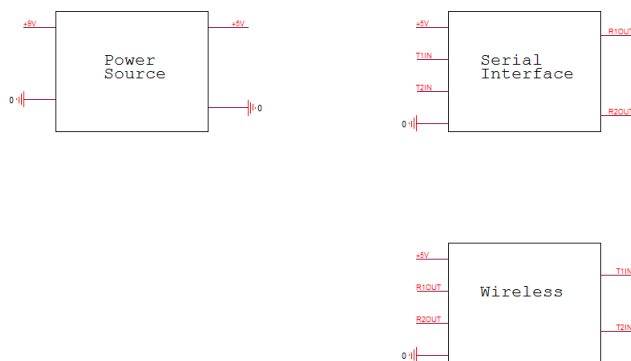 +9V
+5V
Power
Source
0
0
+5V
R1OUT
T1IN
Serial
Interface
T2IN
R2OUT
0
+5V
T1IN
R1OUT
Wireless
R2OUT
T2IN
0